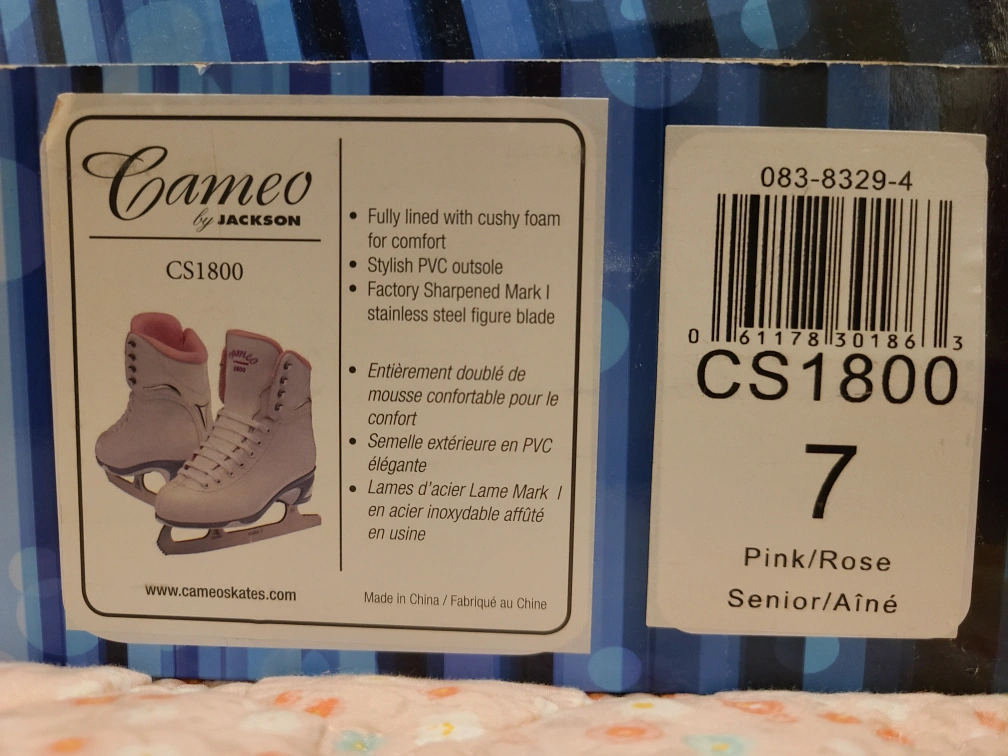 Cameo
by JACKSON
CS1800
Cameo
1800
• Fully lined with cushy foam
for comfort
• Stylish PVC outsole
• Factory Sharpened Mark I
stainless steel figure blade
• Entièrement doublé de
mousse confortable pour le
confort
• Semelle extérieure en PVC
élégante
• Lames d'acier Lame Mark I
en acier inoxydable affûté
en usine
www.cameoskates.com
Made in China / Fabriqué au Chine
083-8329-4
0 61178 30186 3
CS1800
7
Pink/Rose
Senior/Aîné